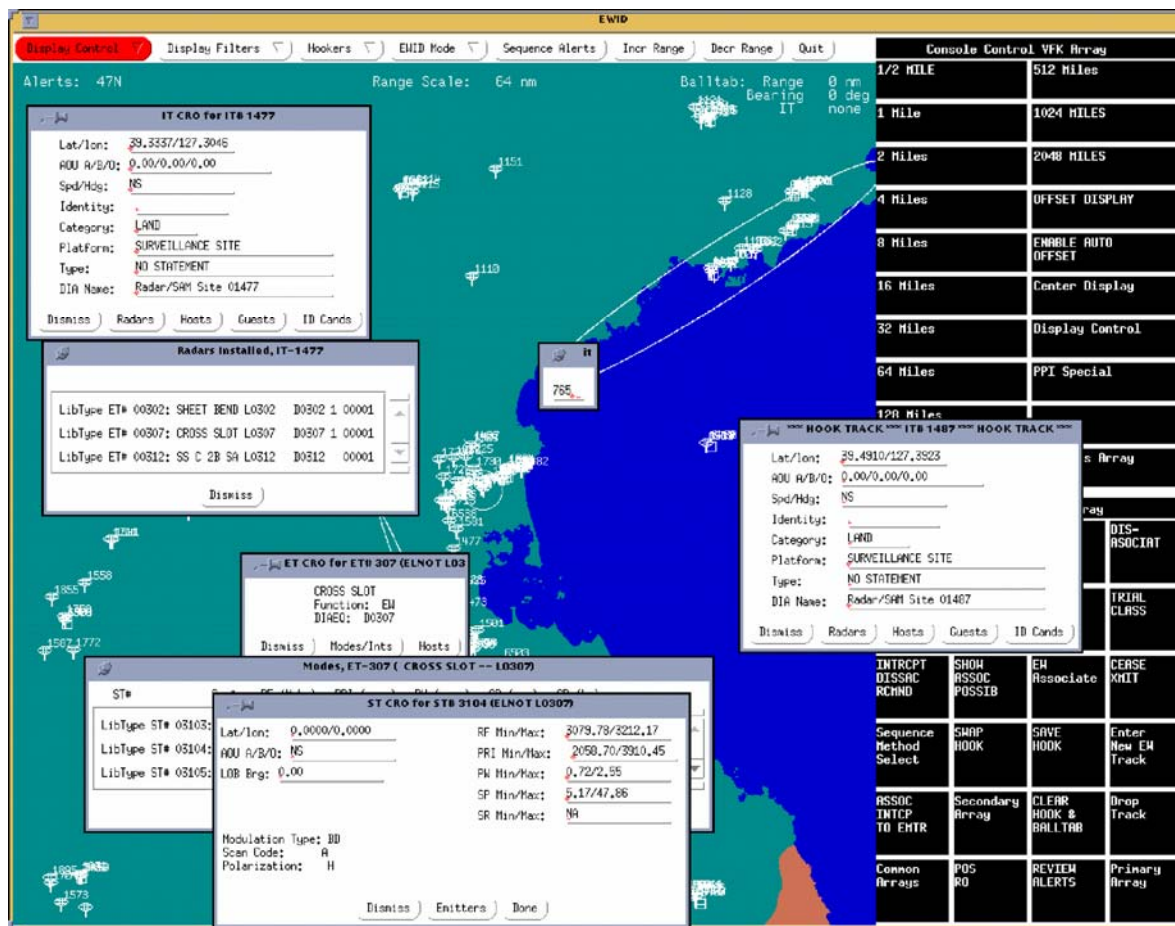 EWID
Display Control Display Filters Hookers EWID Mode Sequence Alerts Incr Range Decr Range Quit
Alerts: 47N Range Scale: 64 nm Balltab: Range 0 nm
Bearing 0 deg
IT none
IT CRO for IT# 1477
Lat/lon: 39.3337/127.3046
AOU A/B/O: 0.00/0.00/0.00
Spd/Hdg: NS
Identity:
Category: LAND
Platform: SURVEILLANCE SITE
Type: NO STATEMENT
DIA Name: Radar/SAM Site 01477
Dismiss Radars Hosts Guests ID Cands
1151
1128
1110
Radars Installed, IT-1477
LibType ET# 00302: SHEET BEND L0302 D0302 1 00001
LibType ET# 00307: CROSS SLOT L0307 D0307 1 00001
LibType ET# 00312: SS C 2B SA L0312 D0312 00001
Dismiss
it
765
*** HOOK TRACK *** IT# 1487 *** HOOK TRACK ***
Lat/lon: 39.4910/127.3923
AOU A/B/O: 0.00/0.00/0.00
Spd/Hdg: NS
Identity:
Category: LAND
Platform: SURVEILLANCE SITE
Type: NO STATEMENT
DIA Name: Radar/SAM Site 01487
Dismiss Radars Hosts Guests ID Cands
1558
1855
1587 1772
1573
ET CRO for ET# 307 (ELNOT L03
CROSS SLOT
Function: EW
DIAEQ: D0307
Dismiss Modes/Ints Hosts
Modes, ET-307 ( CROSS SLOT -- L0307)
ST#
LibType ST# 03103:
LibType ST# 03104:
LibType ST# 03105:
ST CRO for ST# 3104 (ELNOT L0307)
Lat/lon: 0.0000/0.0000
AOU A/B/O: NS
LOB Brg: 0.00
RF Min/Max: 3079.78/3212.17
PRI Min/Max: 2058.70/3910.45
PW Min/Max: 0.72/2.55
SP Min/Max: 5.17/47.86
SR Min/Max: NA
Modulation Type: BD
Scan Code: A
Polarization: H
Dismiss Emitters Done
Console Control VFK Array
1/2 MILE 512 Miles
1 Mile 1024 MILES
2 Miles 2048 MILES
4 Miles OFFSET DISPLAY
8 Miles ENABLE AUTO
OFFSET
16 Miles Center Display
32 Miles Display Control
64 Miles PPI Special
128 Miles
s Array
ray
DIS-
ASOCIAT
TRIAL
CLASS
INTRCPT SHOW EW CEASE
DISSAC ASSOC Associate XMIT
RCMND POSSIB
Sequence SWAP SAVE Enter
Method HOOK HOOK New EW
Select Track
ASSOC Secondary CLEAR Drop
INTCP Array HOOK & Track
TO EMTR BALLTAB
Common POS REVIEW Primary
Arrays RO ALERTS Array